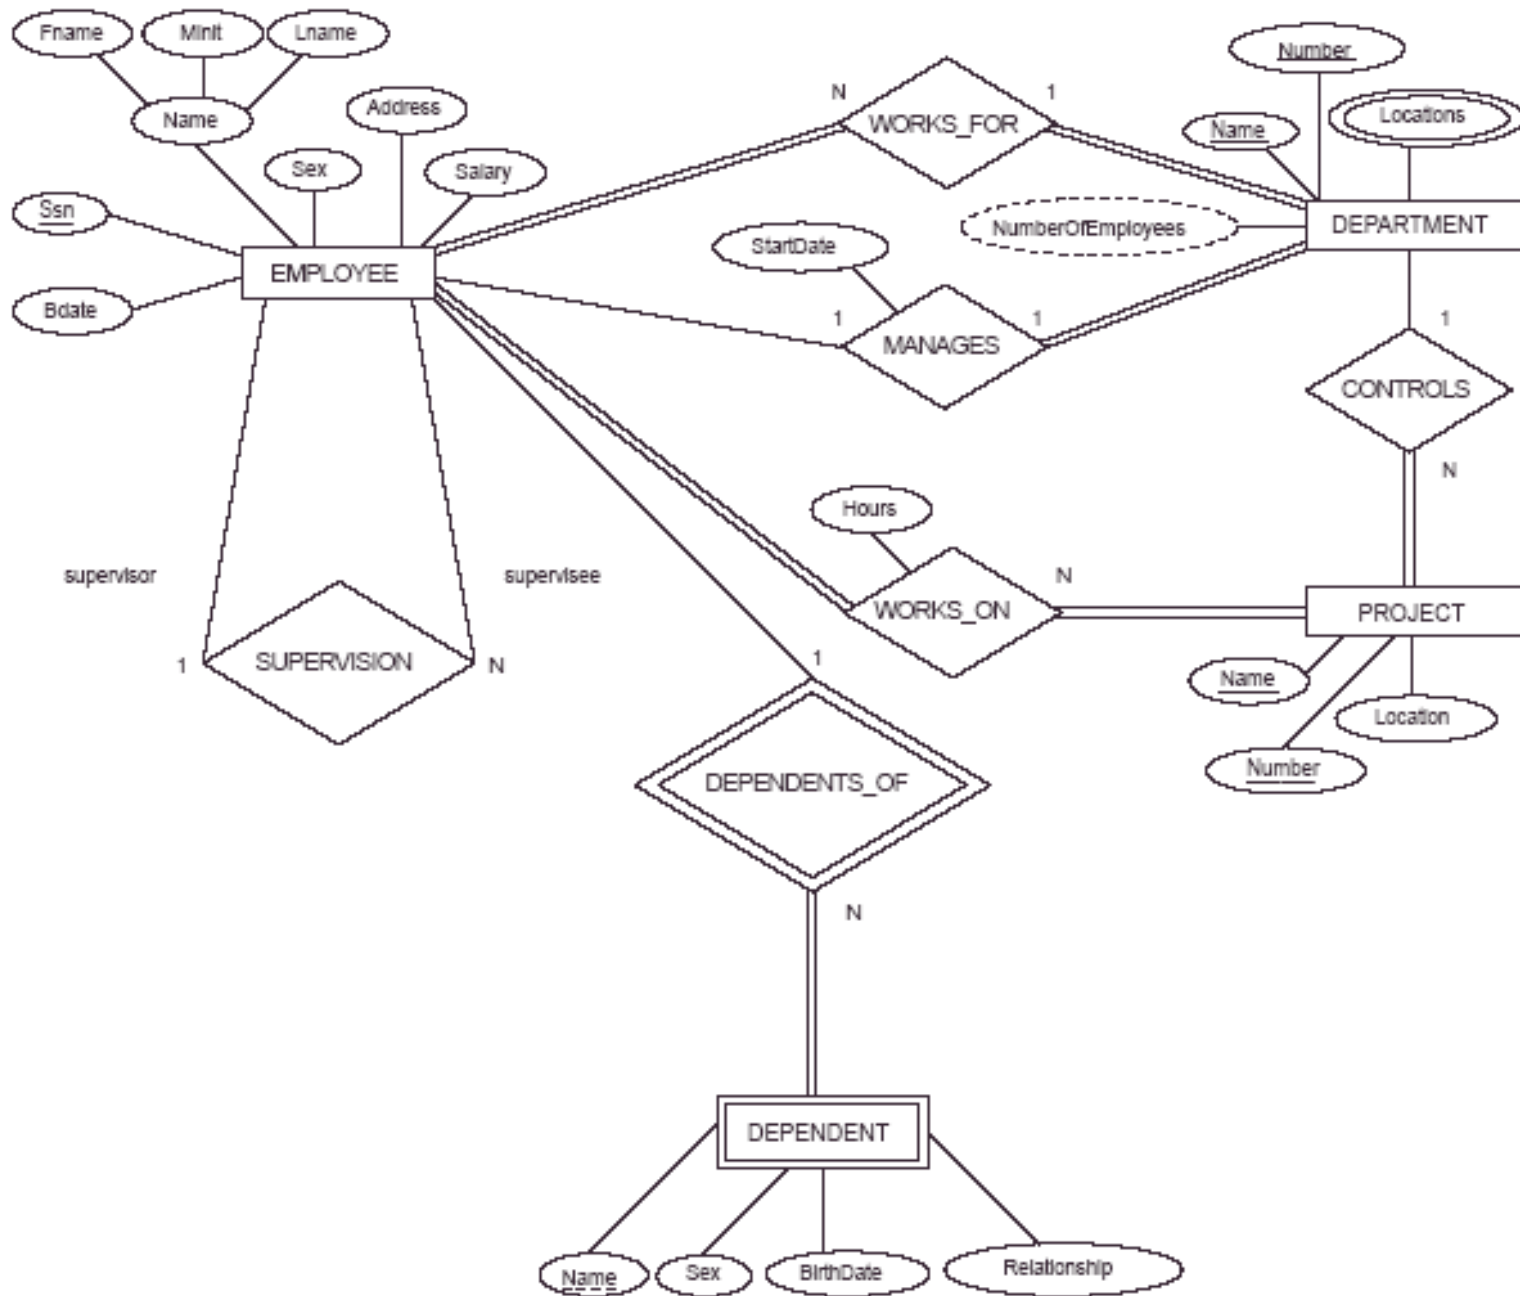 Fname
Minit
Lname
Number
Address
N
1
Locations
Name
WORKS_FOR
Name
Sex
Salary
Ssn
NumberOfEmployees
DEPARTMENT
StartDate
EMPLOYEE
Bdate
1
1
1
MANAGES
CONTROLS
N
Hours
supervisor
supervisee
N
WORKS_ON
PROJECT
1
SUPERVISION
N
1
Name
Location
Number
DEPENDENTS_OF
N
DEPENDENT
Name
Sex
BirthDate
Relationship